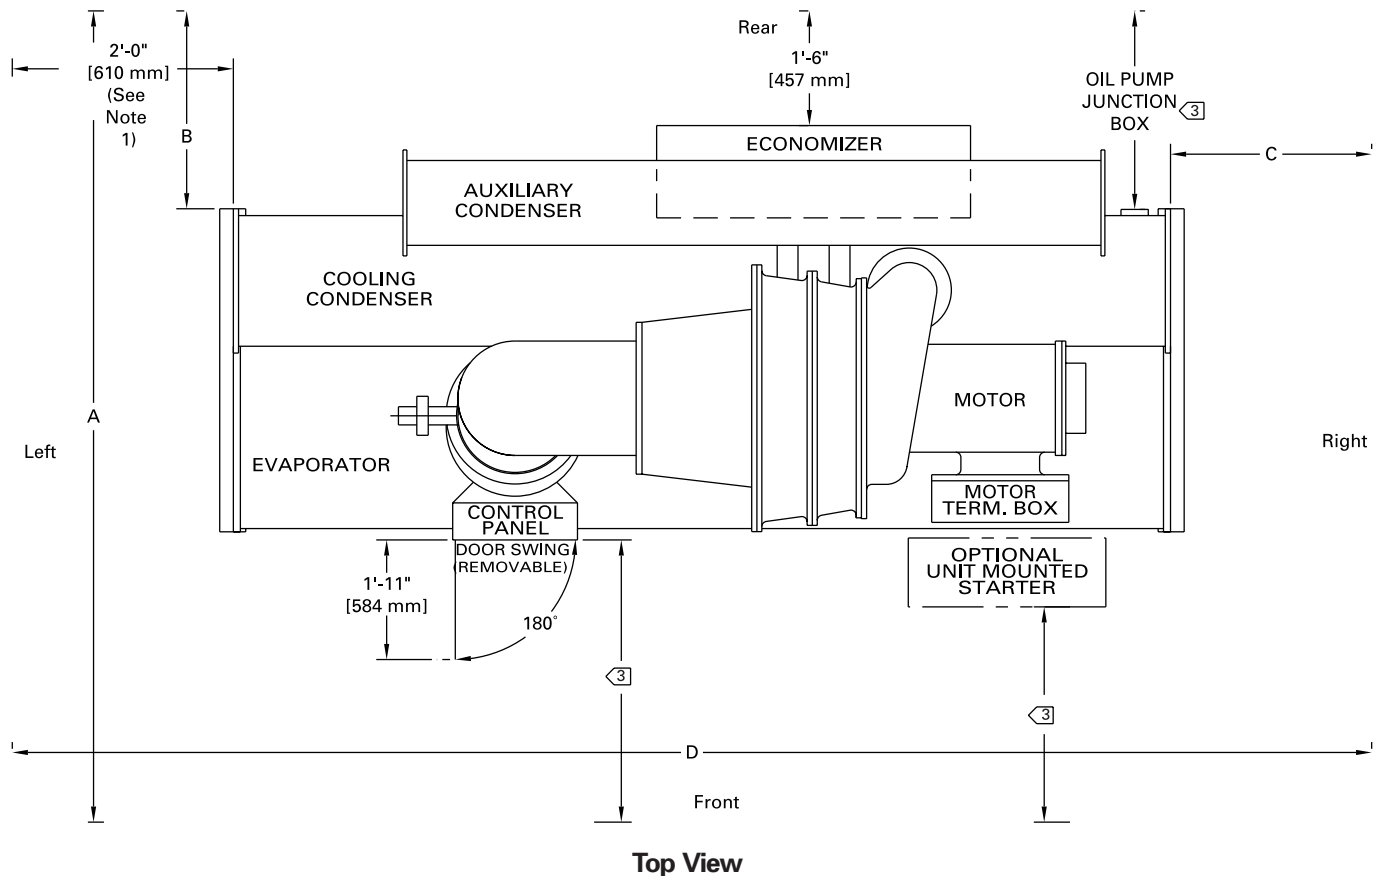 Rear
2'-0"
[610 mm]
(See
Note
1)
B
1'-6"
[457 mm]
OIL PUMP
JUNCTION
BOX
3
C
ECONOMIZER
AUXILIARY
CONDENSER
COOLING
CONDENSER
A
MOTOR
Left
Right
EVAPORATOR
MOTOR
TERM. BOX
CONTROL
PANEL
DOOR SWING
(REMOVABLE)
OPTIONAL
UNIT MOUNTED
STARTER
1'-11"
[584 mm]
180°
3
3
D
Front
Top View